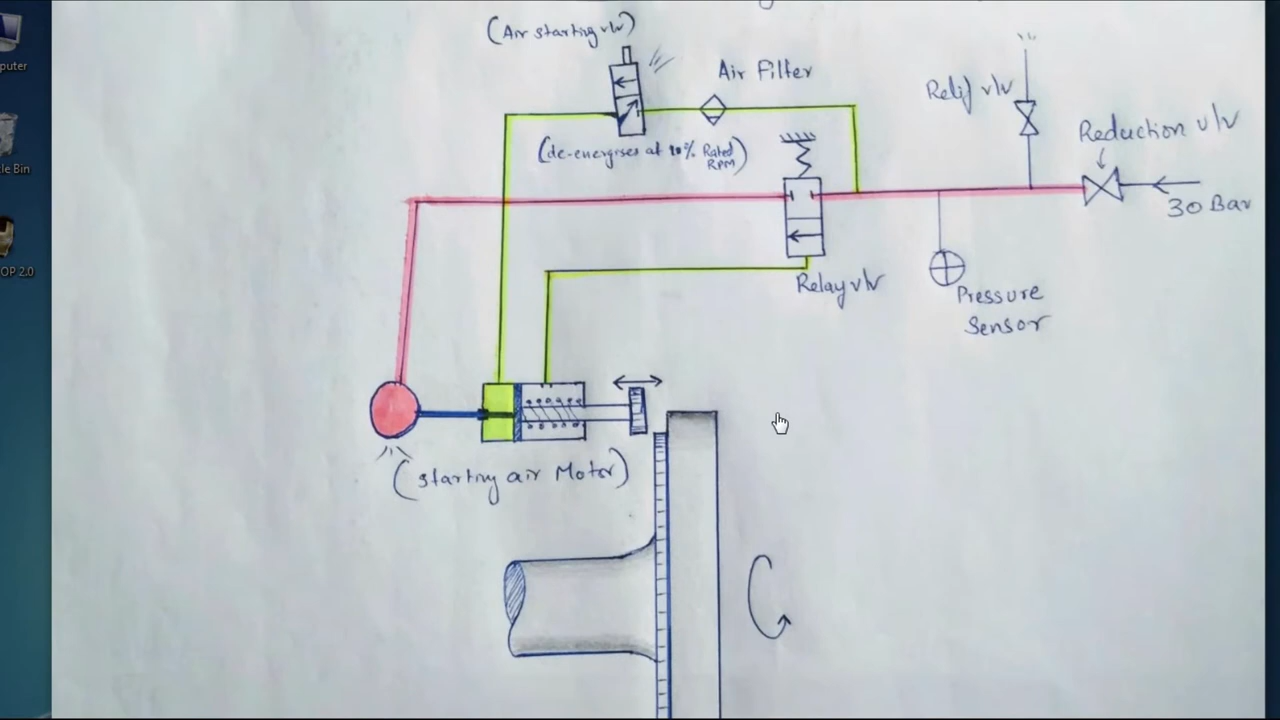 (Air starting v/v)
Air Filter
Relif v/v
Reduction v/v
(de-energises at 10% Rated
RPM)
30 Bar
Relay v/v
Pressure
Sensor
(starting air Motor)
puter
le Bin
OP 2.0